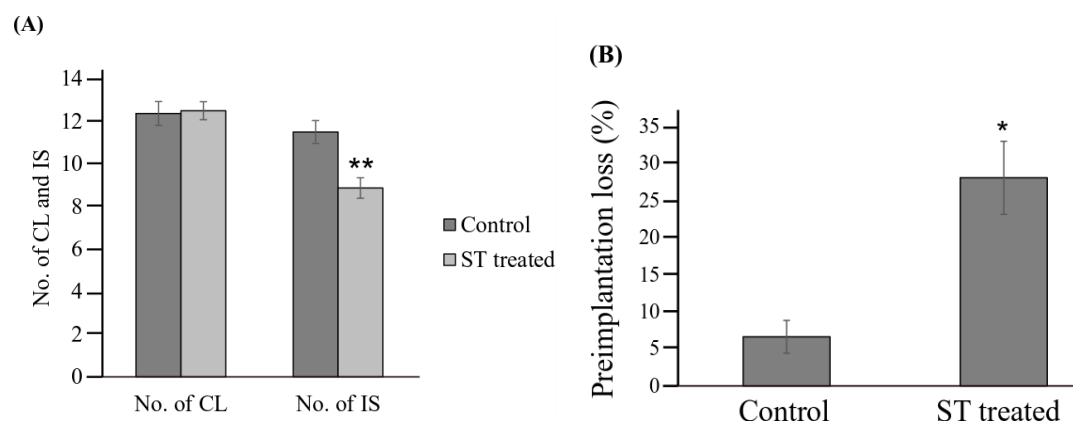 (A)
No. of CL and IS
14
12
10
8
6
4
2
0
**
No. of CL
No. of IS
Control
ST treated
(B)
Preimplantation loss (%)
35
30
25
20
15
10
5
0
*
Control
ST treated